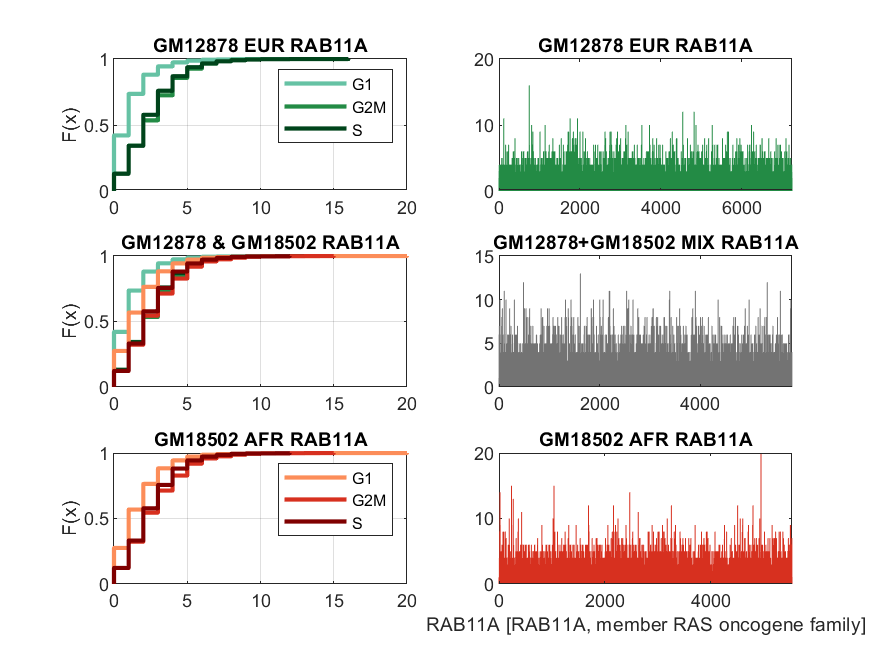 GM12878 EUR RAB11A
F(x)
1
0.5
0
0
5
10
15
20
G1
G2M
S
GM12878 EUR RAB11A
20
10
0
0
2000
4000
6000
GM12878 & GM18502 RAB11A
F(x)
1
0.5
0
0
5
10
15
20
GM12878+GM18502 MIX RAB11A
15
10
5
0
0
2000
4000
GM18502 AFR RAB11A
F(x)
1
0.5
0
0
5
10
15
20
G1
G2M
S
GM18502 AFR RAB11A
20
10
0
0
2000
4000
RAB11A [RAB11A, member RAS oncogene family]